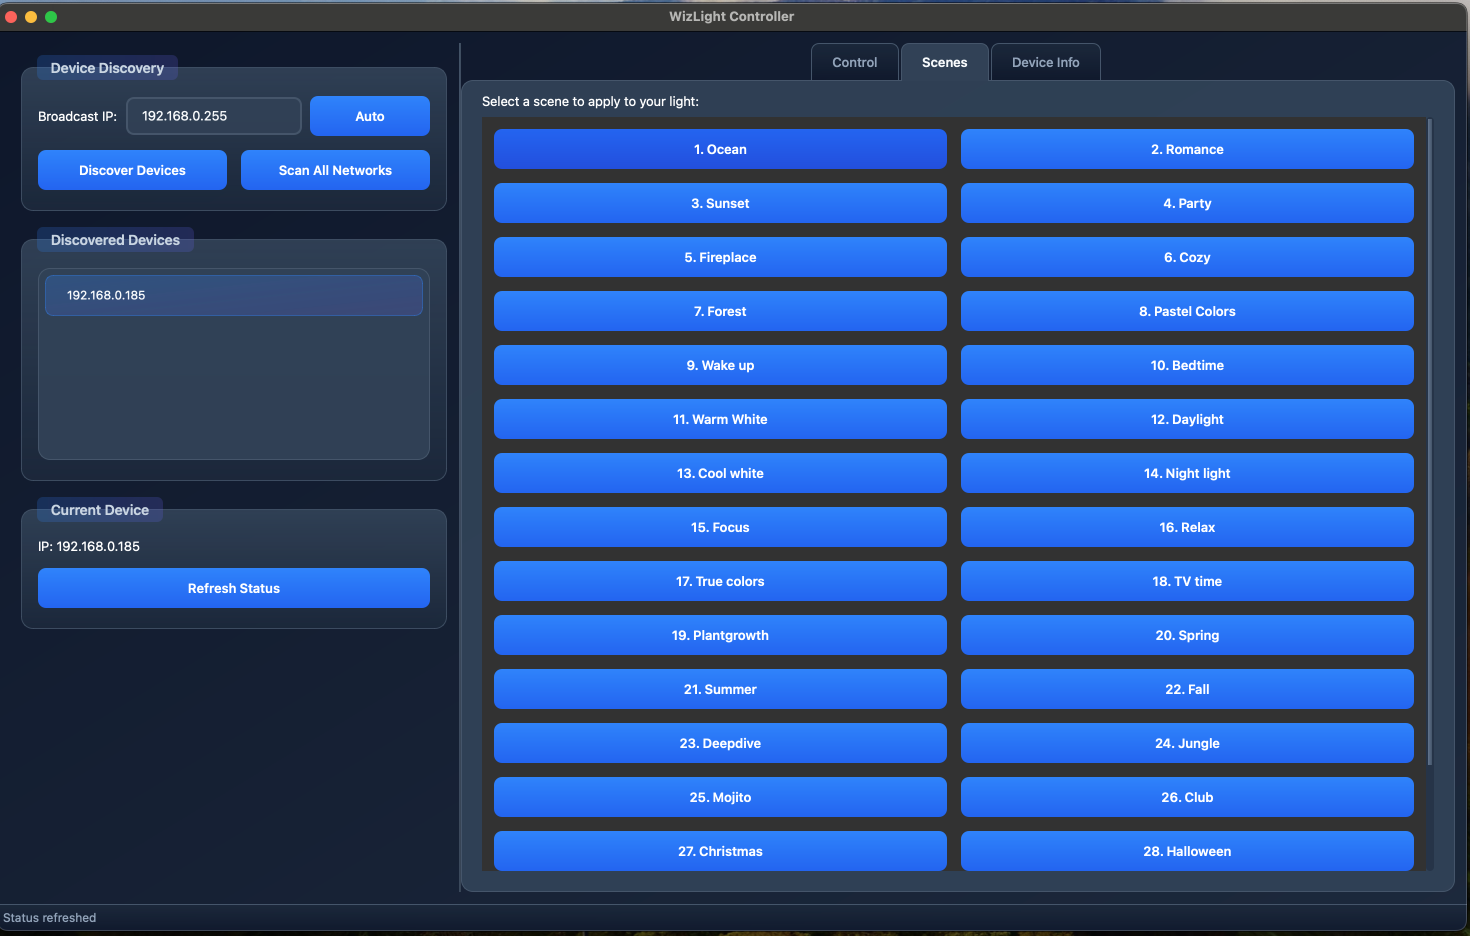 WizLight Controller
Device Discovery
Broadcast IP:
192.168.0.255
Auto
Discover Devices
Scan All Networks
Discovered Devices
192.168.0.185
Current Device
IP: 192.168.0.185
Refresh Status
Control
Scenes
Device Info
Select a scene to apply to your light:
1. Ocean
2. Romance
3. Sunset
4. Party
5. Fireplace
6. Cozy
7. Forest
8. Pastel Colors
9. Wake up
10. Bedtime
11. Warm White
12. Daylight
13. Cool white
14. Night light
15. Focus
16. Relax
17. True colors
18. TV time
19. Plantgrowth
20. Spring
21. Summer
22. Fall
23. Deepdive
24. Jungle
25. Mojito
26. Club
27. Christmas
28. Halloween
Status refreshed